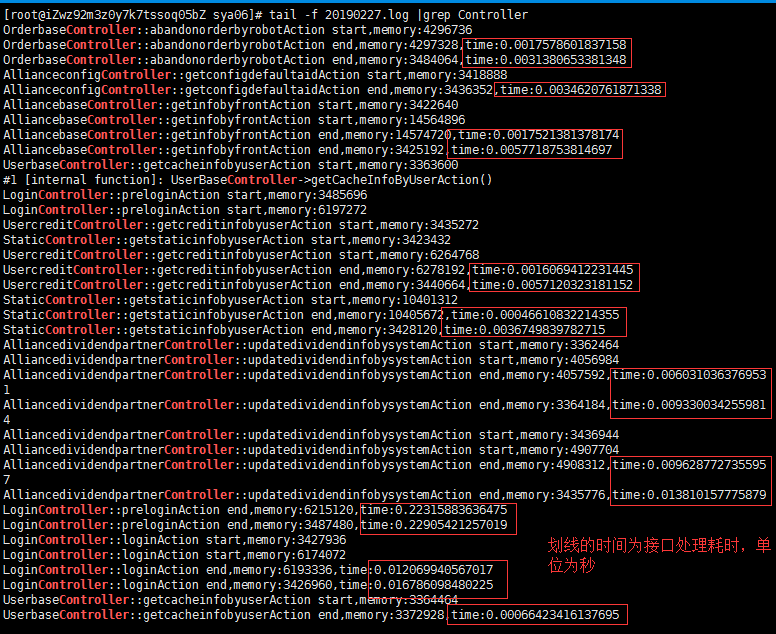 [root@iZwz92m3z0y7k7tssoq05bZ sya06]# tail -f 20190227.log |grep Controller
OrderbaseController::abandonorderbyrobotAction start,memory:4296736
OrderbaseController::abandonorderbyrobotAction end,memory:4297328,time:0.0017578601837158
OrderbaseController::abandonorderbyrobotAction end,memory:3484064,time:0.0031380653381348
AllianceconfigController::getconfigdefaultaidAction start,memory:3418888
AllianceconfigController::getconfigdefaultaidAction end,memory:3436352,time:0.0034620761871338
AlliancebaseController::getinfobyfrontAction start,memory:3422640
AlliancebaseController::getinfobyfrontAction start,memory:14564896
AlliancebaseController::getinfobyfrontAction end,memory:14574720,time:0.0017521381378174
AlliancebaseController::getinfobyfrontAction end,memory:3425192,time:0.0057718753814697
UserbaseController::getcacheinfobyuserAction start,memory:3363600
#1 [internal function]: UserBaseController->getCacheInfoByUserAction()
LoginController::preloginAction start,memory:3485696
LoginController::preloginAction start,memory:6197272
UsercreditController::getcreditinfobyuserAction start,memory:3435272
StaticController::getstaticinfobyuserAction start,memory:3423432
UsercreditController::getcreditinfobyuserAction start,memory:6264768
UsercreditController::getcreditinfobyuserAction end,memory:6278192,time:0.0016069412231445
UsercreditController::getcreditinfobyuserAction end,memory:3440664,time:0.0057120323181152
StaticController::getstaticinfobyuserAction start,memory:10401312
StaticController::getstaticinfobyuserAction end,memory:10405672,time:0.00046610832214355
StaticController::getstaticinfobyuserAction end,memory:3428120,time:0.0036749839782715
AlliancedividendpartnerController::updatedividendinfobysystemAction start,memory:3362464
AlliancedividendpartnerController::updatedividendinfobysystemAction start,memory:4056984
AlliancedividendpartnerController::updatedividendinfobysystemAction end,memory:4057592,time:0.006031036376953
1
AlliancedividendpartnerController::updatedividendinfobysystemAction end,memory:3364184,time:0.009330034255981
4
AlliancedividendpartnerController::updatedividendinfobysystemAction start,memory:3436944
AlliancedividendpartnerController::updatedividendinfobysystemAction start,memory:4907704
AlliancedividendpartnerController::updatedividendinfobysystemAction end,memory:4908312,time:0.009628772735595
7
AlliancedividendpartnerController::updatedividendinfobysystemAction end,memory:3435776,time:0.013810157775879
LoginController::preloginAction end,memory:6215120,time:0.22315883636475
LoginController::preloginAction end,memory:3487480,time:0.22905421257019
LoginController::loginAction start,memory:3427936
LoginController::loginAction start,memory:6174072
LoginController::loginAction end,memory:6193336,time:0.012069940567017
LoginController::loginAction end,memory:3426960,time:0.016786098480225
UserbaseController::getcacheinfobyuserAction start,memory:3364464
UserbaseController::getcacheinfobyuserAction end,memory:3372928,time:0.00066423416137695
划线的时间为接口处理耗时，单
位为秒